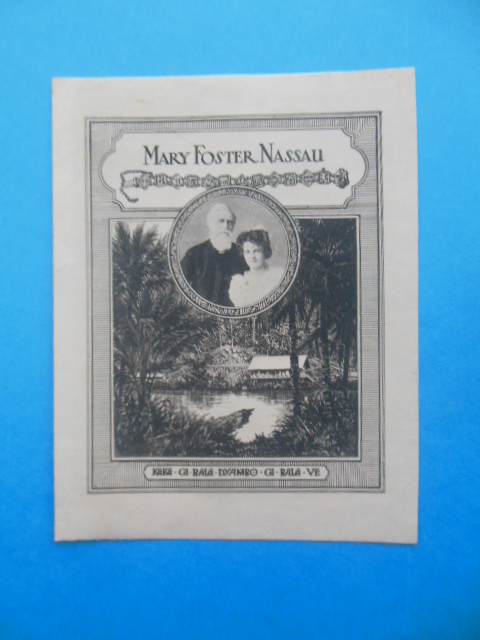 MARY FOSTER NASSAU
KAKA · GI · BALA · DYAMBO · GI · BALA · VE